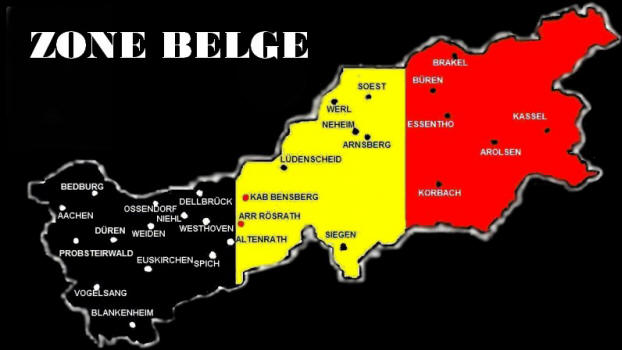 ZONE BELGE
BRAKEL
BÜREN
SOEST
WERL
KASSEL
ESSENTHO
NEHEIM
ARNSBERG
AROLSEN
LÜDENSCHEID
BEDBURG
KORBACH
DELLBRÜCK
KAB BENSBERG
OSSENDORF
AACHEN
NIEHL
ARR RÖSRATH
DÜREN
WEIDEN
WESTHOVEN
SIEGEN
ALTENRATH
PROBSTEIRWALD
EUSKIRCHEN
SPICH
VOGELSANG
BLANKENHEIM